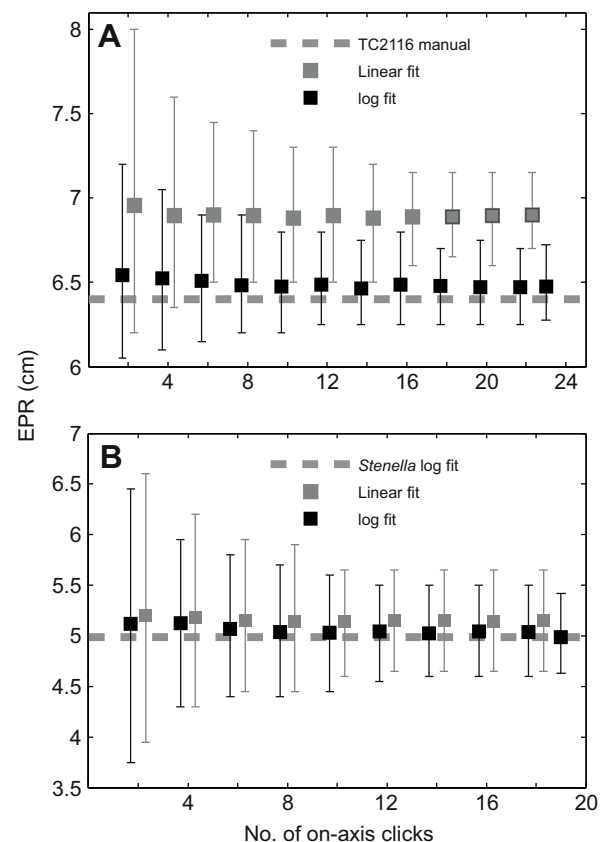 A
TC2116 manual
Linear fit
log fit
8
7.5
7
6.5
6
4 8 12 16 20 24
EPR (cm)
B
Stenella log fit
Linear fit
log fit
7
6.5
6
5.5
5
4.5
4
3.5
4 8 12 16 20
No. of on-axis clicks